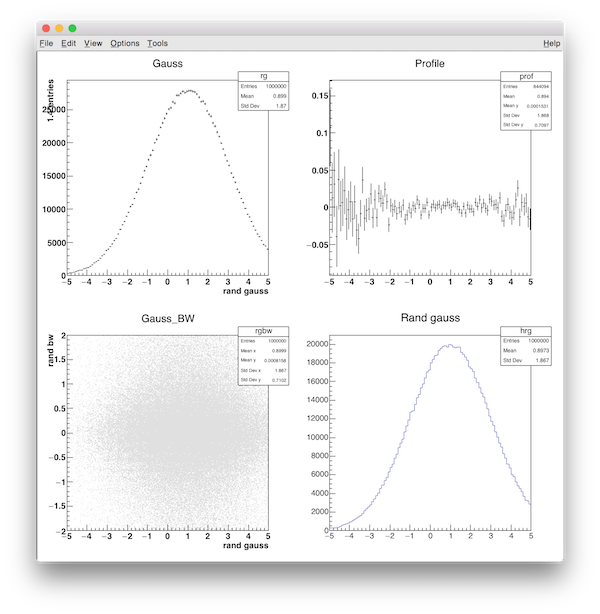 File Edit View Options Tools Help
Gauss
rg
Entries 1000000
Mean 0.899
Std Dev 1.87
25000
20000
15000
10000
5000
0
−5 −4 −3 −2 −1 0 1 2 3 4 5
rand gauss
Profile
prof
Entries 844094
Mean 0.894
Mean y 0.0001931
Std Dev 1.868
Std Dev y 0.7097
0.15
0.1
0.05
0
−0.05
−5 −4 −3 −2 −1 0 1 2 3 4 5
Gauss_BW
rgbw
Entries 1000000
Mean x 0.8999
Mean y 0.0008156
Std Dev x 1.867
Std Dev y 0.7102
rand bw
2
1.5
1
0.5
0
−0.5
−1
−1.5
−2
−5 −4 −3 −2 −1 0 1 2 3 4 5
rand gauss
Rand gauss
hrg
Entries 1000000
Mean 0.8973
Std Dev 1.867
20000
18000
16000
14000
12000
10000
8000
6000
4000
2000
0
−5 −4 −3 −2 −1 0 1 2 3 4 5